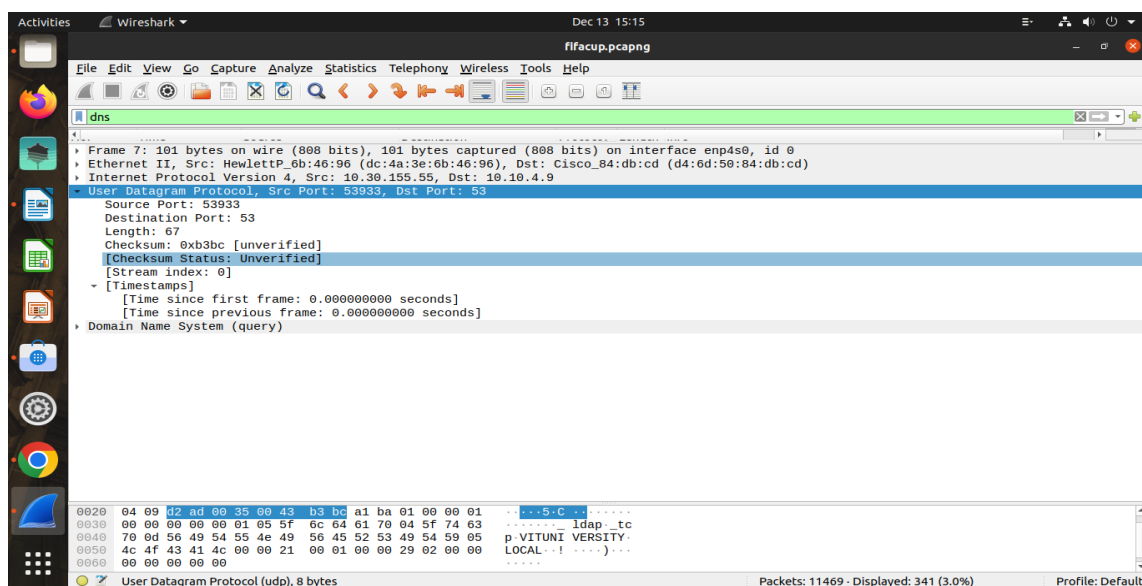 Activities Wireshark Dec 13 15:15
fifacup.pcapng
File Edit View Go Capture Analyze Statistics Telephony Wireless Tools Help
dns
Frame 7: 101 bytes on wire (808 bits), 101 bytes captured (808 bits) on interface enp4s0, id 0
Ethernet II, Src: HewlettP_6b:46:96 (dc:4a:3e:6b:46:96), Dst: Cisco_84:db:cd (d4:6d:50:84:db:cd)
Internet Protocol Version 4, Src: 10.30.155.55, Dst: 10.10.4.9
User Datagram Protocol, Src Port: 53933, Dst Port: 53
Source Port: 53933
Destination Port: 53
Length: 67
Checksum: 0xb3bc [unverified]
[Checksum Status: Unverified]
[Stream index: 0]
[Timestamps]
[Time since first frame: 0.000000000 seconds]
[Time since previous frame: 0.000000000 seconds]
Domain Name System (query)
0020 04 09 d2 ad 00 35 00 43 b3 bc a1 ba 01 00 00 01 ·····5·C ········
0030 00 00 00 00 00 01 05 5f 6c 64 61 70 04 5f 74 63 ·······_ ldap·_tc
0040 70 0d 56 49 54 55 4e 49 56 45 52 53 49 54 59 05 p·VITUNI VERSITY·
0050 4c 4f 43 41 4c 00 00 21 00 01 00 00 29 02 00 00 LOCAL··! ····)···
0060 00 00 00 00 00 ·····
User Datagram Protocol (udp), 8 bytes Packets: 11469 · Displayed: 341 (3.0%) Profile: Default